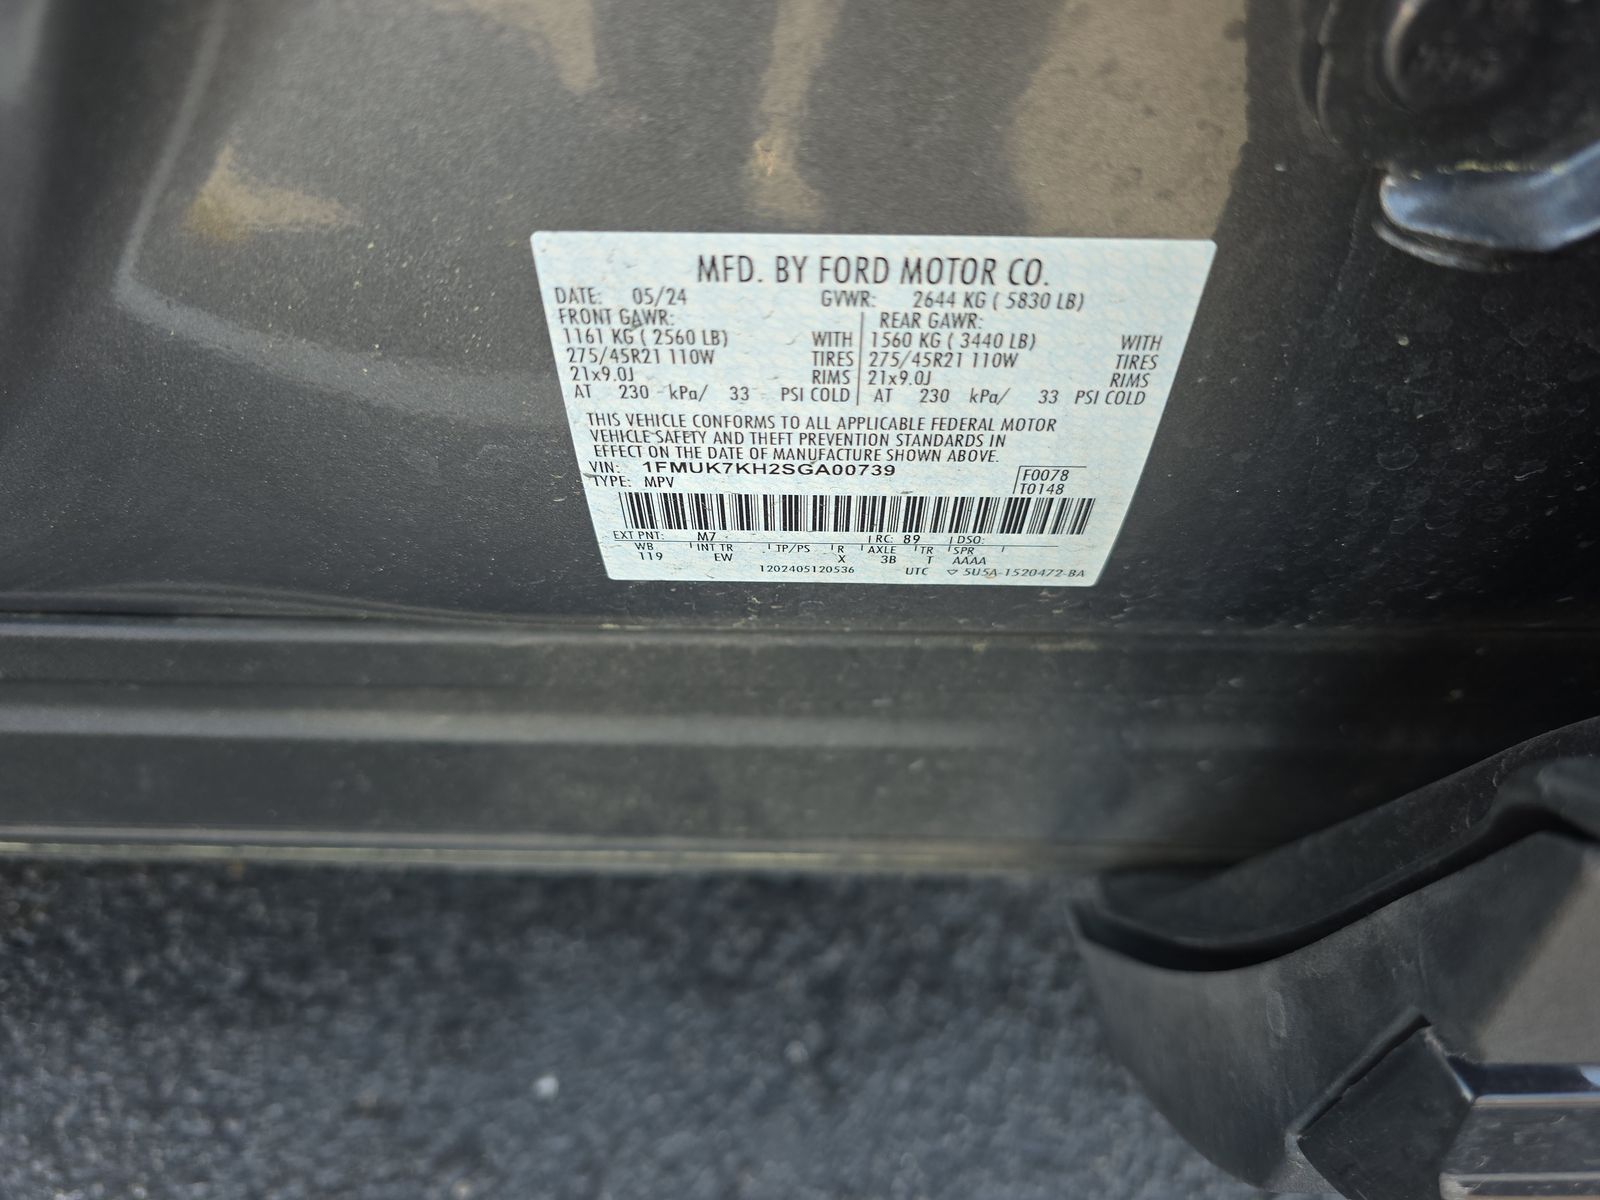 MFD. BY FORD MOTOR CO.
DATE: 05/24 GVWR: 2644 KG ( 5830 LB)
FRONT GAWR: REAR GAWR:
1161 KG ( 2560 LB) WITH 1560 KG ( 3440 LB) WITH
275/45R21 110W TIRES 275/45R21 110W TIRES
21x9.0J RIMS 21x9.0J RIMS
AT 230 kPa/ 33 PSI COLD AT 230 kPa/ 33 PSI COLD
THIS VEHICLE CONFORMS TO ALL APPLICABLE FEDERAL MOTOR
VEHICLE SAFETY AND THEFT PREVENTION STANDARDS IN
EFFECT ON THE DATE OF MANUFACTURE SHOWN ABOVE.
VIN: 1FMUK7KH2SGA00739 F0078
TYPE: MPV T0148
EXT PNT: M7 RC: 89 DSO:
WB INT TR TP/PS R AXLE TR SPR
119 EW X 3B T AAAA
1202405120536 UTC 5U5A-1520472-BA